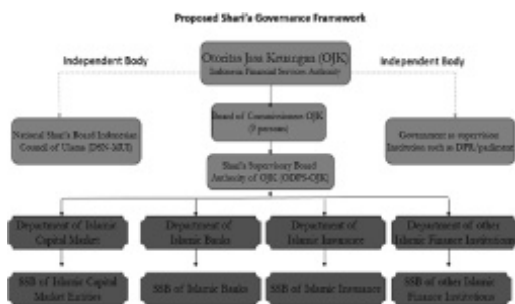 Proposed Shari'a Governance Framework
Independent Body
Otoritas Jasa Keuangan (OJK)
Indonesia Financial Services Authority
Independent Body
Board of Commissioner OJK
(9 persons)
National Shari'a Board Indonesian
Council of Ulama (DSN-MUI)
Government as supervision
Institution such as DPR/parliament
Shari'a Supervisory Board
Authority of OJK (ODPS-OJK)
Department of Islamic
Capital Market
Department of
Islamic Banks
Department of
Islamic Insurance
Department of other
Islamic Finance Institutions
SSB of Islamic Capital
Market Entities
SSB of Islamic Banks
SSB of Islamic Insurance
SSB of other Islamic
Finance Institutions